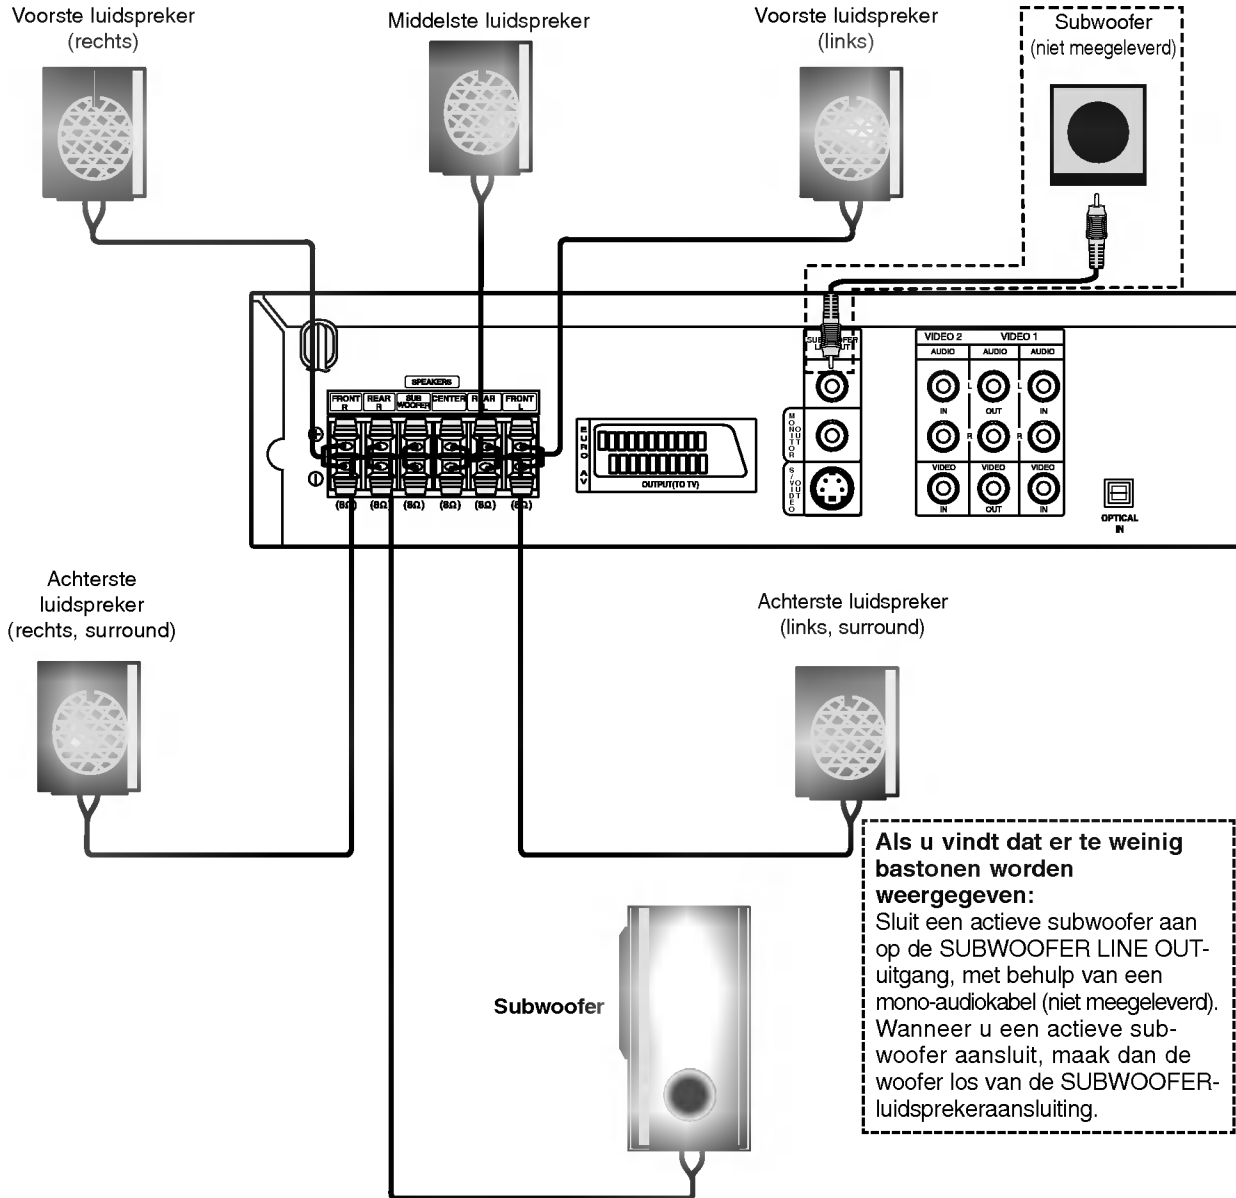 Voorste luidspreker
(rechts)
Middelste luidspreker
Voorste luidspreker
(links)
Subwoofer
(niet meegeleverd)
SPEAKERS
FRONT R
REAR R
SUB WOOFER
CENTER
REAR L
FRONT L
(8Ω) (8Ω) (8Ω) (8Ω) (8Ω) (8Ω)
EURO AV
OUTPUT(TO TV)
MONITOR OUT
S/VIDEO OUT
VIDEO 2 VIDEO 1
AUDIO AUDIO AUDIO
L L
IN OUT IN
R R
VIDEO VIDEO VIDEO
IN OUT IN
OPTICAL
IN
Achterste
luidspreker
(rechts, surround)
Achterste luidspreker
(links, surround)
Subwoofer
Als u vindt dat er te weinig
bastonen worden
weergegeven:
Sluit een actieve subwoofer aan
op de SUBWOOFER LINE OUT-
uitgang, met behulp van een
mono-audiokabel (niet meegeleverd).
Wanneer u een actieve sub-
woofer aansluit, maak dan de
woofer los van de SUBWOOFER-
luidsprekeraansluiting.